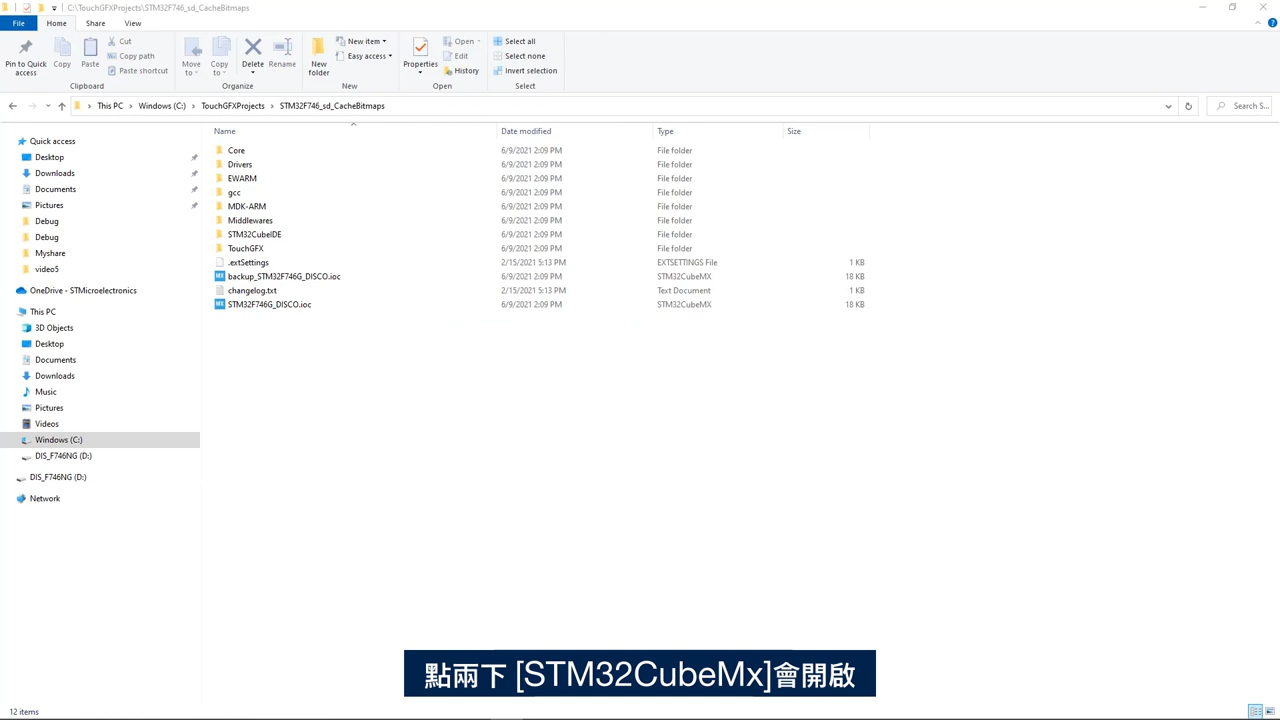 C:\TouchGFXProjects\STM32F746_sd_CacheBitmaps
File Home Share View
Pin to Quick access
Copy
Paste
Cut
Copy path
Paste shortcut
Clipboard
Move to
Copy to
Delete
Rename
Organize
New folder
New item
Easy access
New
Properties
Open
Edit
History
Open
Select all
Select none
Invert selection
Select
This PC Windows (C:) TouchGFXProjects STM32F746_sd_CacheBitmaps
Search S...
Name Date modified Type Size
Quick access
Desktop
Downloads
Documents
Pictures
Debug
Debug
Myshare
video5
OneDrive - STMicroelectronics
This PC
3D Objects
Desktop
Documents
Downloads
Music
Pictures
Videos
Windows (C:)
DIS_F746NG (D:)
DIS_F746NG (D:)
Network
Core 6/9/2021 2:09 PM File folder
Drivers 6/9/2021 2:09 PM File folder
EWARM 6/9/2021 2:09 PM File folder
gcc 6/9/2021 2:09 PM File folder
MDK-ARM 6/9/2021 2:09 PM File folder
Middlewares 6/9/2021 2:09 PM File folder
STM32CubeIDE 6/9/2021 2:09 PM File folder
TouchGFX 6/9/2021 2:09 PM File folder
.extSettings 2/15/2021 5:13 PM EXTSETTINGS File 1 KB
backup_STM32F746G_DISCO.ioc 6/9/2021 2:09 PM STM32CubeMX 18 KB
changelog.txt 2/15/2021 5:13 PM Text Document 1 KB
STM32F746G_DISCO.ioc 6/9/2021 2:09 PM STM32CubeMX 18 KB
點兩下 [STM32CubeMx]會開啟
12 items